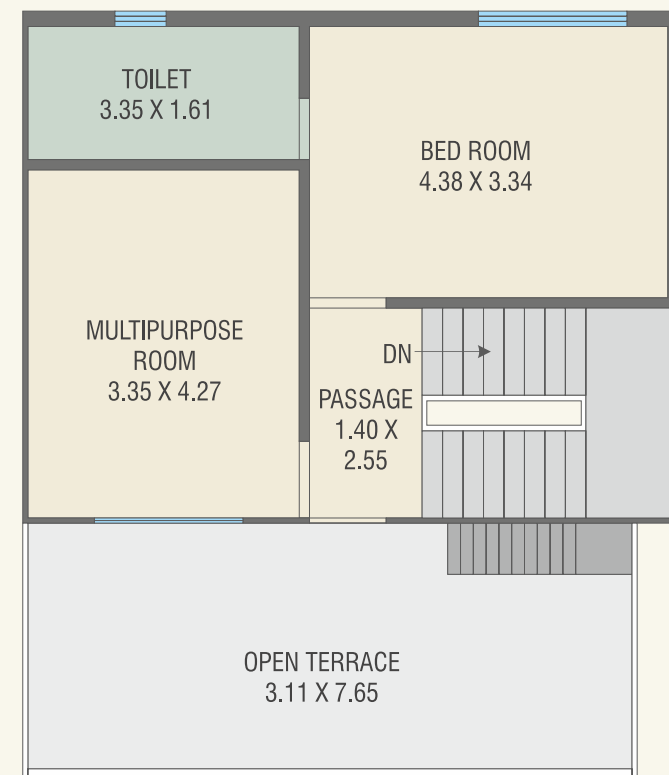 TOILET
3.35 X 1.61
BED ROOM
4.38 X 3.34
MULTIPURPOSE
ROOM
3.35 X 4.27
DN
PASSAGE
1.40 X
2.55
OPEN TERRACE
3.11 X 7.65